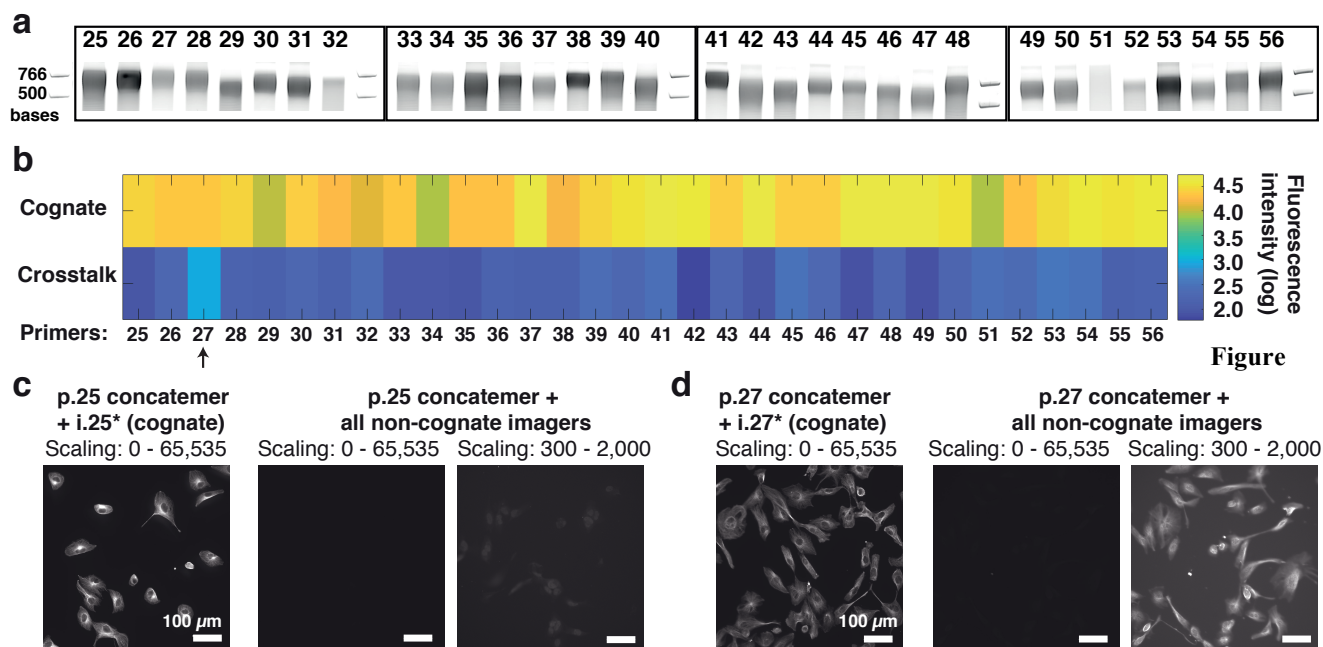 a
25 26 27 28 29 30 31 32 33 34 35 36 37 38 39 40 41 42 43 44 45 46 47 48 49 50 51 52 53 54 55 56
766
500
bases
b
Cognate
Crosstalk
Primers: 25 26 27 28 29 30 31 32 33 34 35 36 37 38 39 40 41 42 43 44 45 46 47 48 49 50 51 52 53 54 55 56
4.5
4.0
3.5
3.0
2.5
2.0
Fluorescence
intensity (log)
Figure
c
p.25 concatemer
+ i.25* (cognate)
Scaling: 0 - 65,535
100 µm
p.25 concatemer +
all non-cognate imagers
Scaling: 0 - 65,535 Scaling: 300 - 2,000
d
p.27 concatemer
+ i.27* (cognate)
Scaling: 0 - 65,535
100 µm
p.27 concatemer +
all non-cognate imagers
Scaling: 0 - 65,535 Scaling: 300 - 2,000